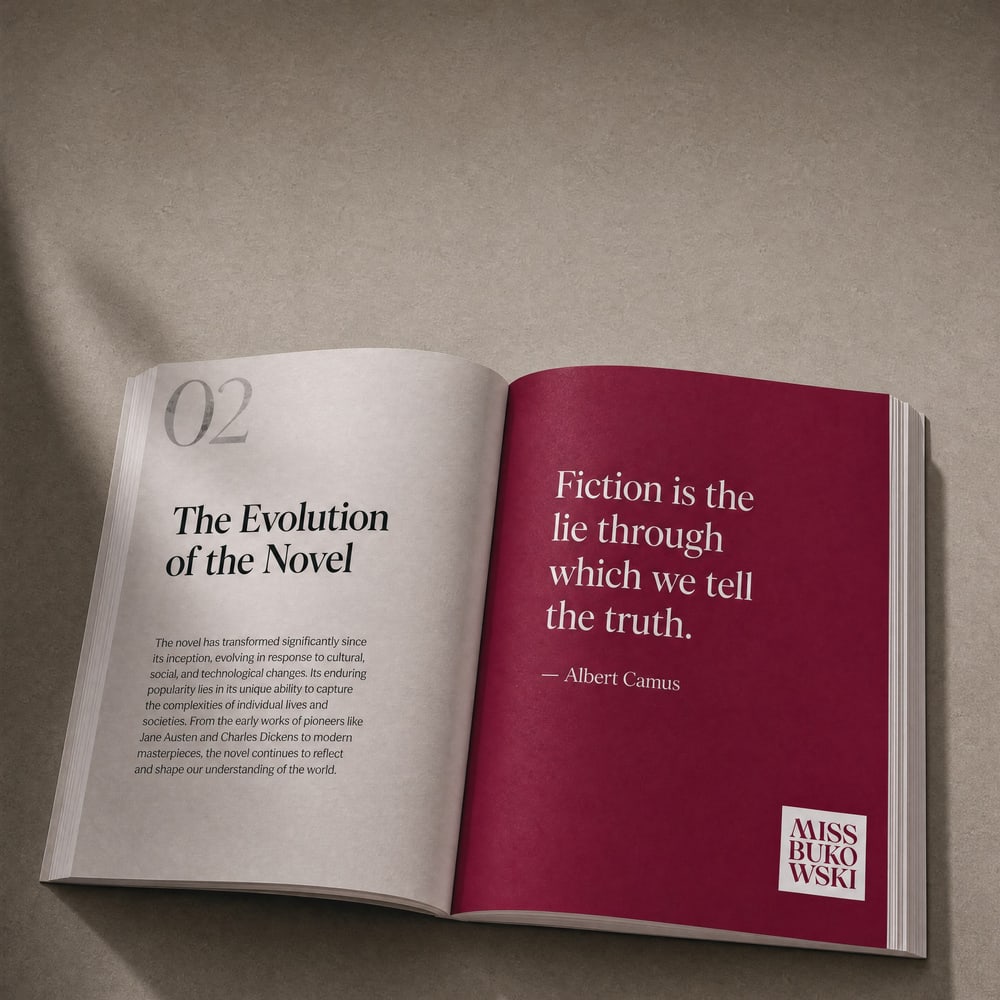 02
The Evolution
of the Novel
The novel has transformed significantly since
its inception, evolving in response to cultural,
social, and technological changes. Its enduring
popularity lies in its unique ability to capture
the complexities of individual lives and
societies. From the early works of pioneers like
Jane Austen and Charles Dickens to modern
masterpieces, the novel continues to reflect
and shape our understanding of the world.
Fiction is the
lie through
which we tell
the truth.
— Albert Camus
MISS
BUKO
WSKI